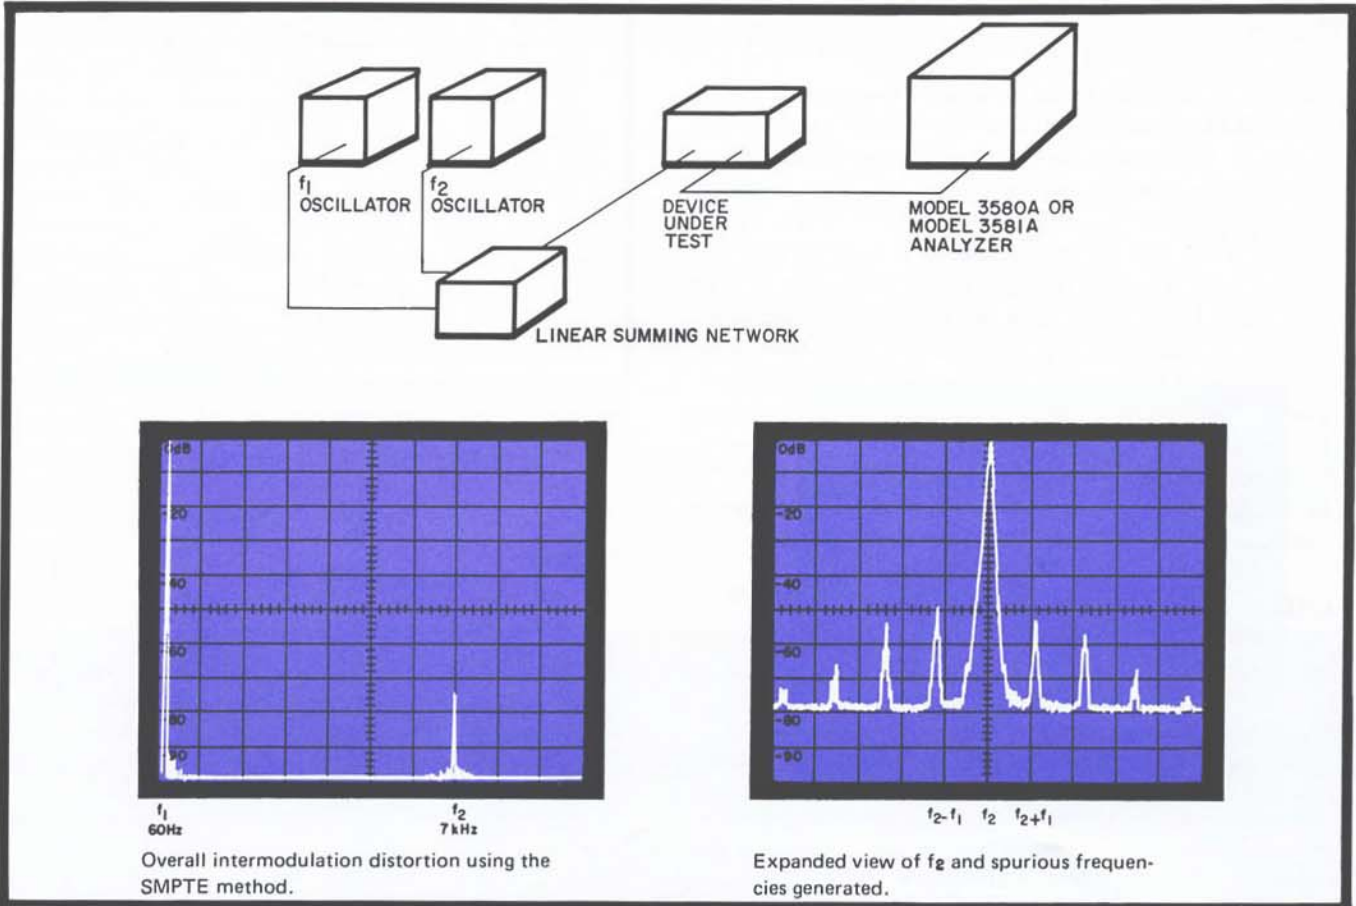 f1
OSCILLATOR
f2
OSCILLATOR
DEVICE
UNDER
TEST
MODEL 3580A OR
MODEL 3581A
ANALYZER
LINEAR SUMMING NETWORK
0dB
-20
-40
-60
-80
-90
f1
60Hz
f2
7kHz
Overall intermodulation distortion using the
SMPTE method.
0dB
-20
-40
-60
-80
-90
f2-f1 f2 f2+f1
Expanded view of f2 and spurious frequen-
cies generated.